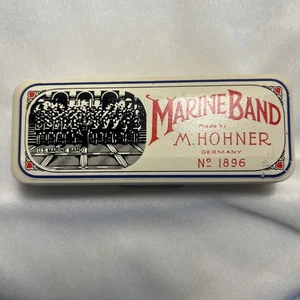 MARINE BAND
Made by
M. HOHNER
GERMANY
Nº 1896
U.S. MARINE BAND